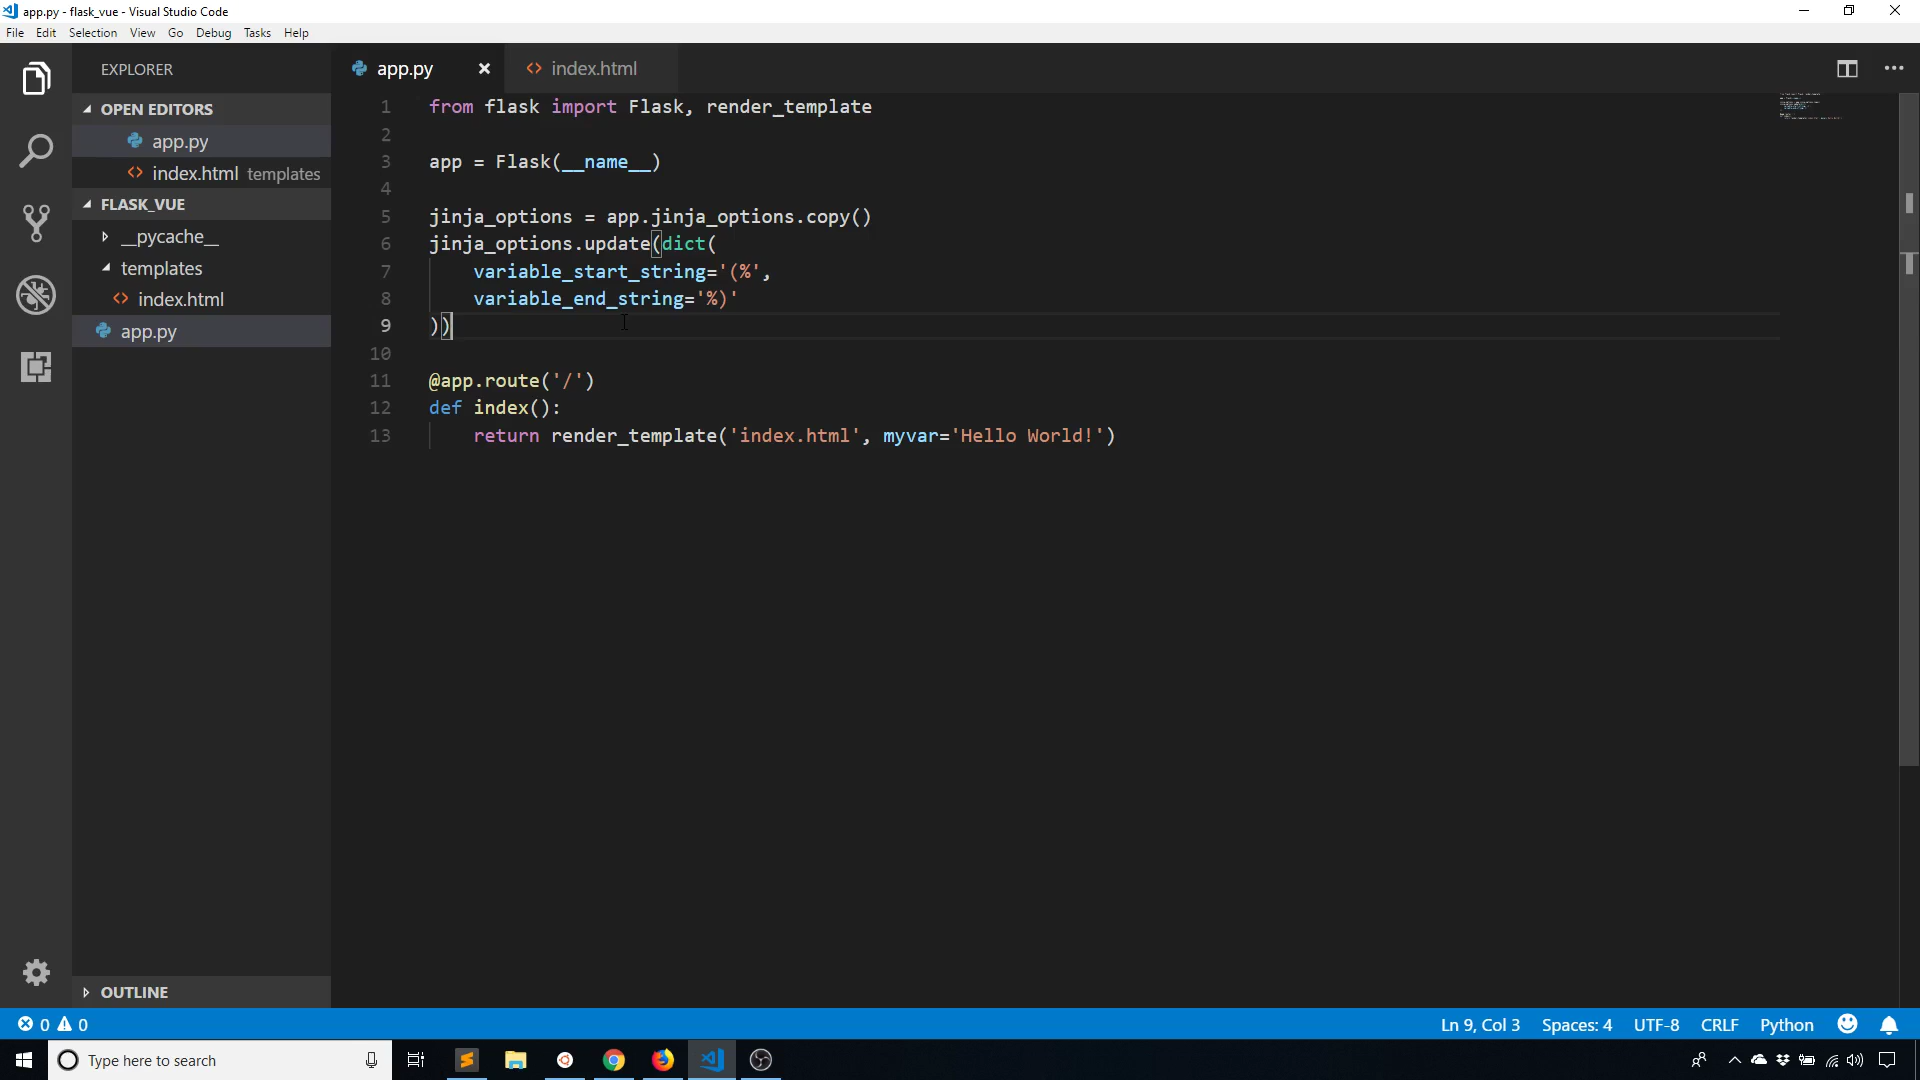 app.py - flask_vue - Visual Studio Code
File Edit Selection View Go Debug Tasks Help
EXPLORER
OPEN EDITORS
app.py
index.html templates
FLASK_VUE
__pycache__
templates
index.html
app.py
OUTLINE
app.py
index.html
1 from flask import Flask, render_template
2
3 app = Flask(__name__)
4
5 jinja_options = app.jinja_options.copy()
6 jinja_options.update(dict(
7 variable_start_string='(%',
8 variable_end_string='%)'
9 ))
10
11 @app.route('/')
12 def index():
13 return render_template('index.html', myvar='Hello World!')
0 0
Ln 9, Col 3 Spaces: 4 UTF-8 CRLF Python
Type here to search